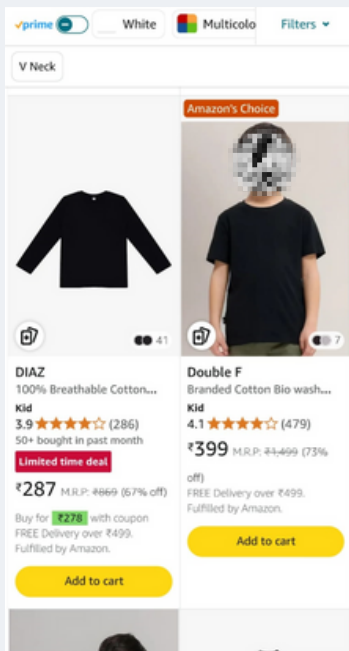 prime
White
Multicolo
Filters
V Neck
Amazon's Choice
41
7
DIAZ
100% Breathable Cotton...
Kid
3.9 (286)
50+ bought in past month
Limited time deal
₹287 M.R.P: ₹869 (67% off)
Buy for ₹278 with coupon
FREE Delivery over ₹499.
Fulfilled by Amazon.
Add to cart
Double F
Branded Cotton Bio wash...
Kid
4.1 (479)
₹399 M.R.P: ₹1,499 (73%
off)
FREE Delivery over ₹499.
Fulfilled by Amazon.
Add to cart